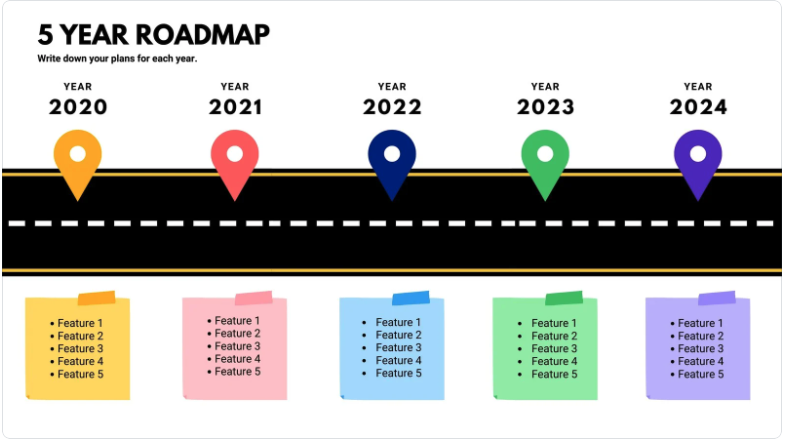 5 YEAR ROADMAP
Write down your plans for each year.
YEAR
2020
YEAR
2021
YEAR
2022
YEAR
2023
YEAR
2024
• Feature 1
• Feature 2
• Feature 3
• Feature 4
• Feature 5
• Feature 1
• Feature 2
• Feature 3
• Feature 4
• Feature 5
• Feature 1
• Feature 2
• Feature 3
• Feature 4
• Feature 5
• Feature 1
• Feature 2
• Feature 3
• Feature 4
• Feature 5
• Feature 1
• Feature 2
• Feature 3
• Feature 4
• Feature 5